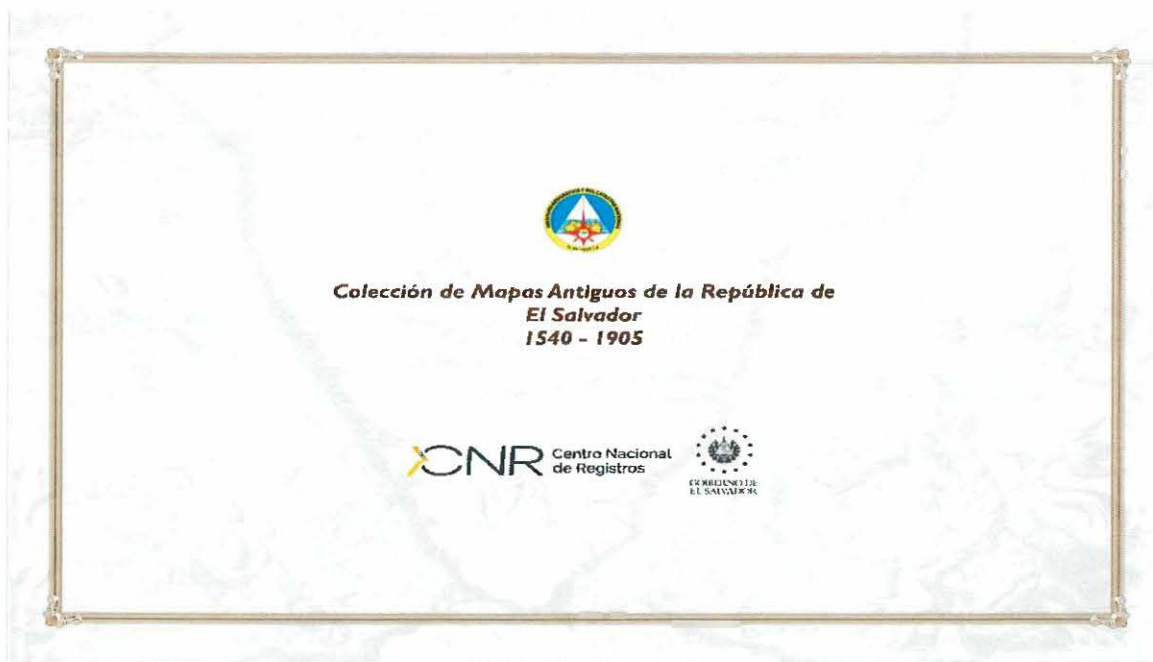 Colección de Mapas Antiguos de la República de
El Salvador
1540 - 1905
CNR Centro Nacional
de Registros
GOBIERNO DE
EL SALVADOR